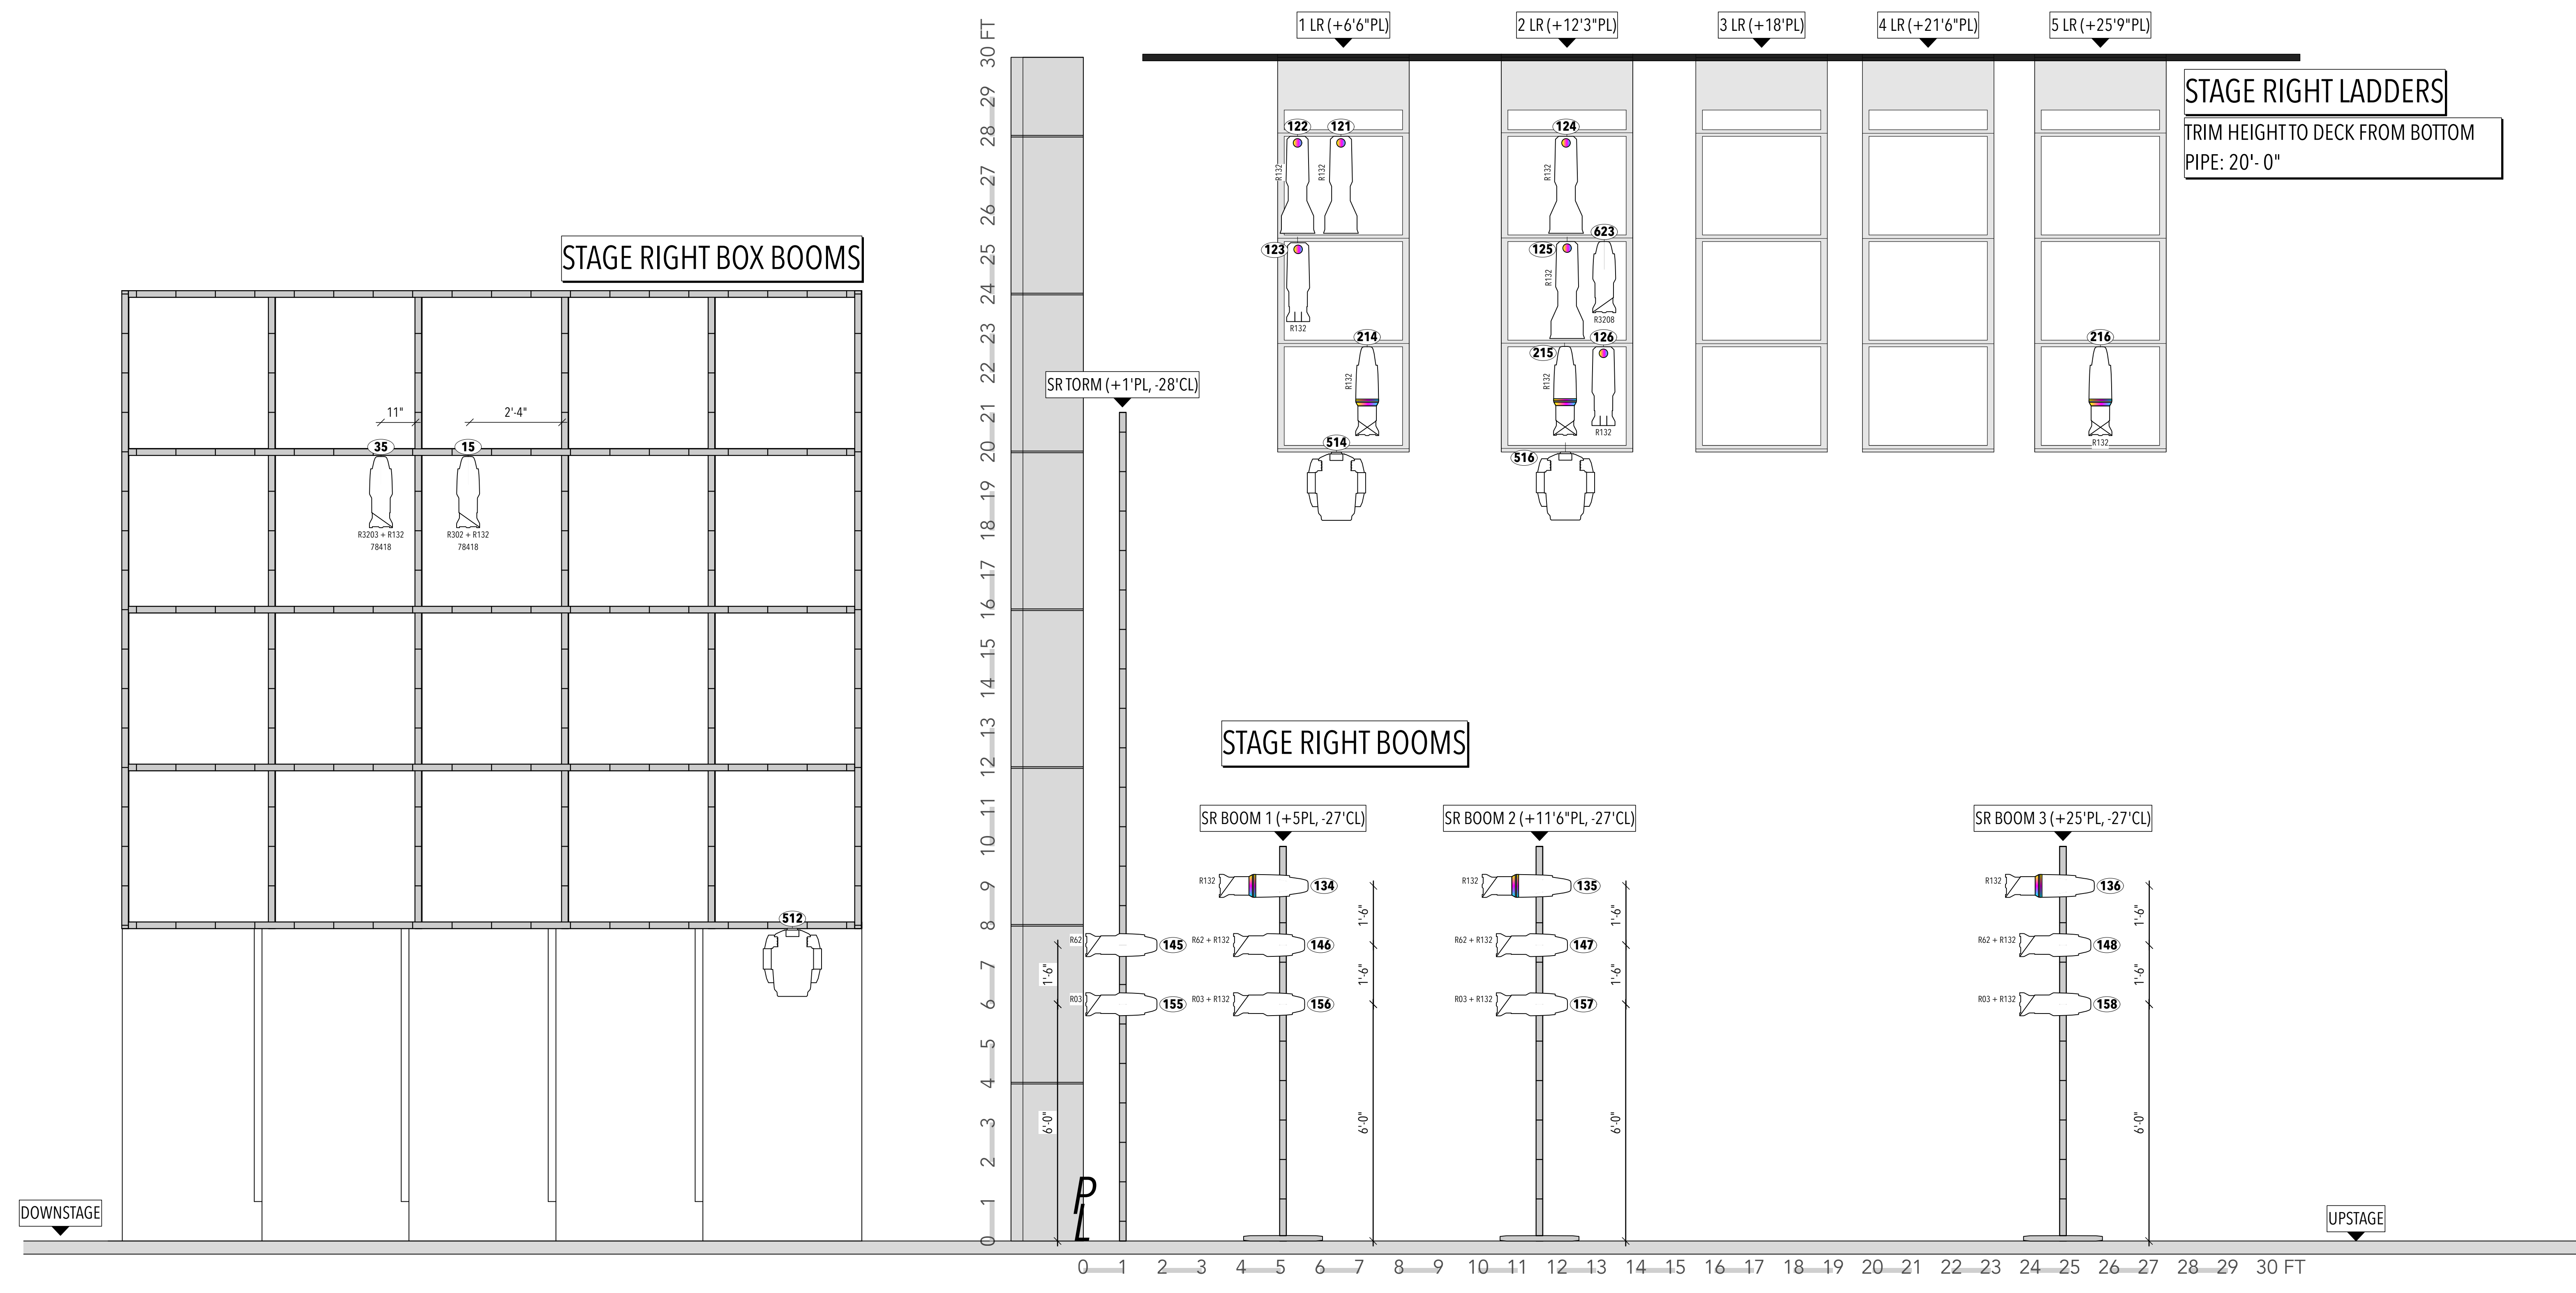 1 LR (+6'6"PL)
2 LR (+12'3"PL)
3 LR (+18'PL)
4 LR (+21'6"PL)
5 LR (+25'9"PL)
STAGE RIGHT LADDERS
TRIM HEIGHT TO DECK FROM BOTTOM
PIPE: 20'- 0"
122
121
R132
R132
123
R132
214
R132
514
124
R132
125
R132
623
R3208
215
R132
126
R132
516
216
R132
STAGE RIGHT BOX BOOMS
11"
2'-4"
35
15
R3203 + R132
78418
R302 + R132
78418
512
30 FT
29
28
27
26
25
24
23
22
21
20
19
18
17
16
15
14
13
12
11
10
9
8
7
6
5
4
3
2
1
0
SR TORM (+1'PL, -28'CL)
R62
145
R03
155
1'-6"
6'-0"
STAGE RIGHT BOOMS
SR BOOM 1 (+5PL, -27'CL)
R132
134
R62 + R132
146
R03 + R132
156
1'-6"
1'-6"
6'-0"
SR BOOM 2 (+11'6"PL, -27'CL)
R132
135
R62 + R132
147
R03 + R132
157
1'-6"
1'-6"
6'-0"
SR BOOM 3 (+25'PL, -27'CL)
R132
136
R62 + R132
148
R03 + R132
158
1'-6"
1'-6"
6'-0"
PL
DOWNSTAGE
UPSTAGE
0 1 2 3 4 5 6 7 8 9 10 11 12 13 14 15 16 17 18 19 20 21 22 23 24 25 26 27 28 29 30 FT